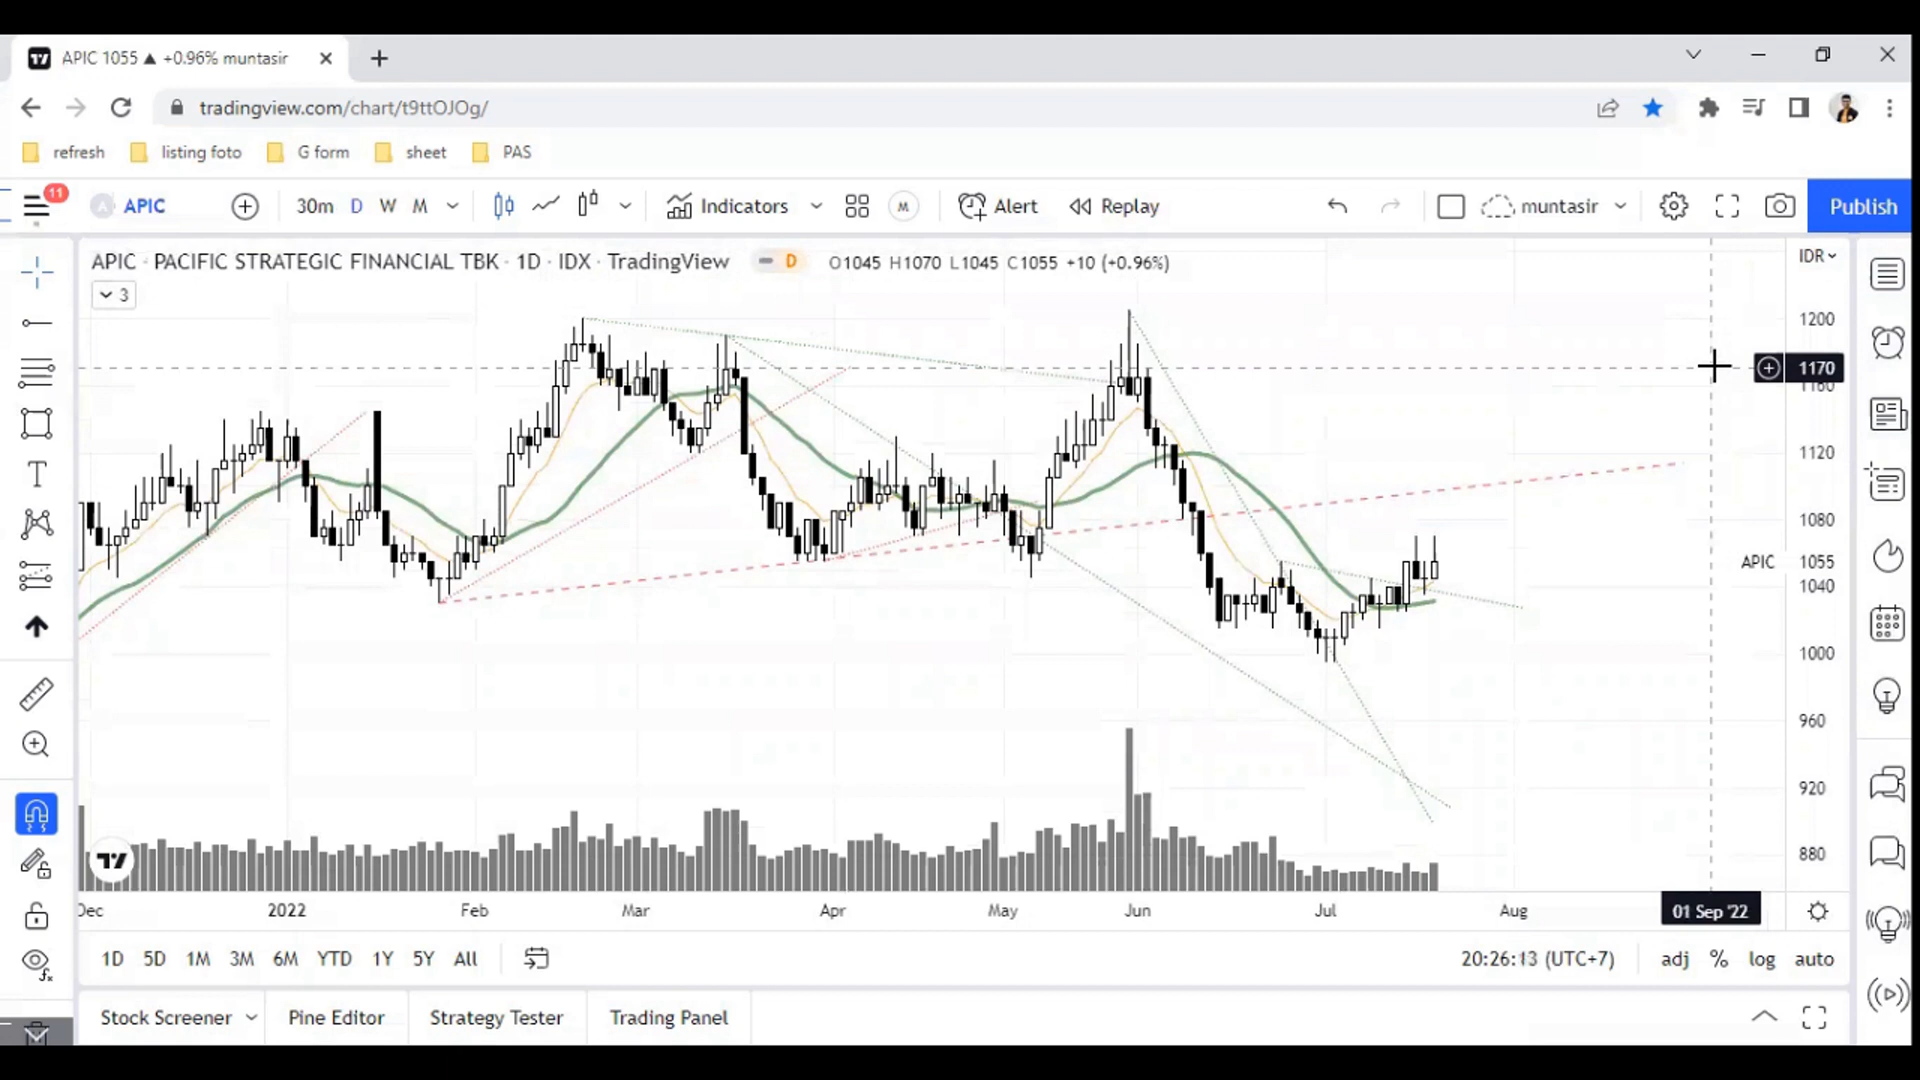 APIC 1055 ▲ +0.96% muntasir
tradingview.com/chart/t9ttOJOg/
refresh listing foto G form sheet PAS
11 APIC 30m D W M Indicators M Alert Replay muntasir Publish
APIC · PACIFIC STRATEGIC FINANCIAL TBK · 1D · IDX · TradingView D O1045 H1070 L1045 C1055 +10 (+0.96%) IDR
3
1200
1170
1160
1120
1080
APIC 1055
1040
1000
960
920
880
Dec 2022 Feb Mar Apr May Jun Jul Aug 01 Sep '22
1D 5D 1M 3M 6M YTD 1Y 5Y All 20:26:13 (UTC+7) adj % log auto
Stock Screener Pine Editor Strategy Tester Trading Panel